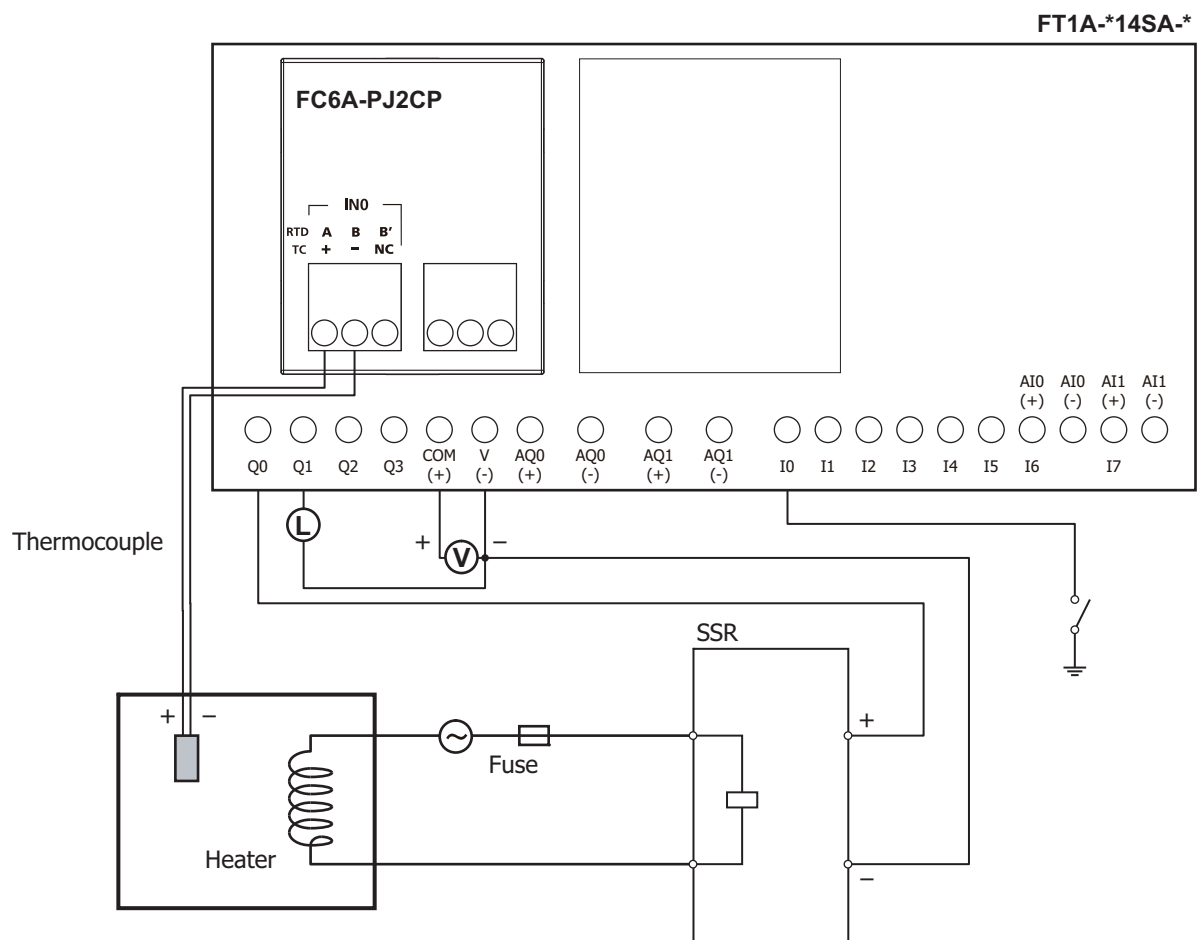 FT1A-*14SA-*
FC6A-PJ2CP
IN0
RTD A B B'
TC + − NC
AI0 AI0 AI1 AI1
(+) (-) (+) (-)
Q0 Q1 Q2 Q3 COM V AQ0 AQ0 AQ1 AQ1 I0 I1 I2 I3 I4 I5 I6 I7
(+) (-) (+) (-) (+) (-)
L
Thermocouple
+ V −
SSR
+ −
+
Fuse
Heater
−